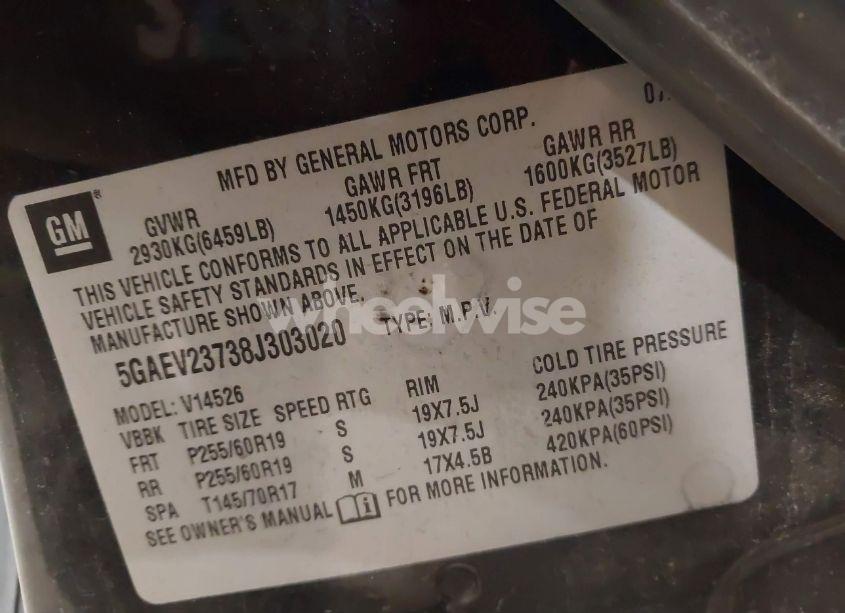 07
MFD BY GENERAL MOTORS CORP.
GM®
GVWR GAWR FRT GAWR RR
2930KG(6459LB) 1450KG(3196LB) 1600KG(3527LB)
THIS VEHICLE CONFORMS TO ALL APPLICABLE U.S. FEDERAL MOTOR
VEHICLE SAFETY STANDARDS IN EFFECT ON THE DATE OF
MANUFACTURE SHOWN ABOVE.
5GAEV23738J303020 TYPE: M.P.V.
wheelwise
MODEL: V14526
VBBK TIRE SIZE SPEED RTG RIM COLD TIRE PRESSURE
FRT P255/60R19 S 19X7.5J 240KPA(35PSI)
RR P255/60R19 S 19X7.5J 240KPA(35PSI)
SPA T145/70R17 M 17X4.5B 420KPA(60PSI)
SEE OWNER'S MANUAL i FOR MORE INFORMATION.